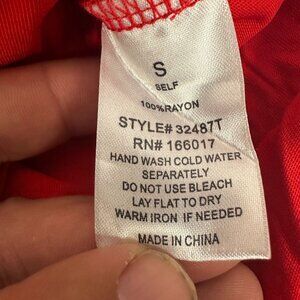 S
SELF
100%RAYON
STYLE# 32487T
RN# 166017
HAND WASH COLD WATER
SEPARATELY
DO NOT USE BLEACH
LAY FLAT TO DRY
WARM IRON IF NEEDED
MADE IN CHINA